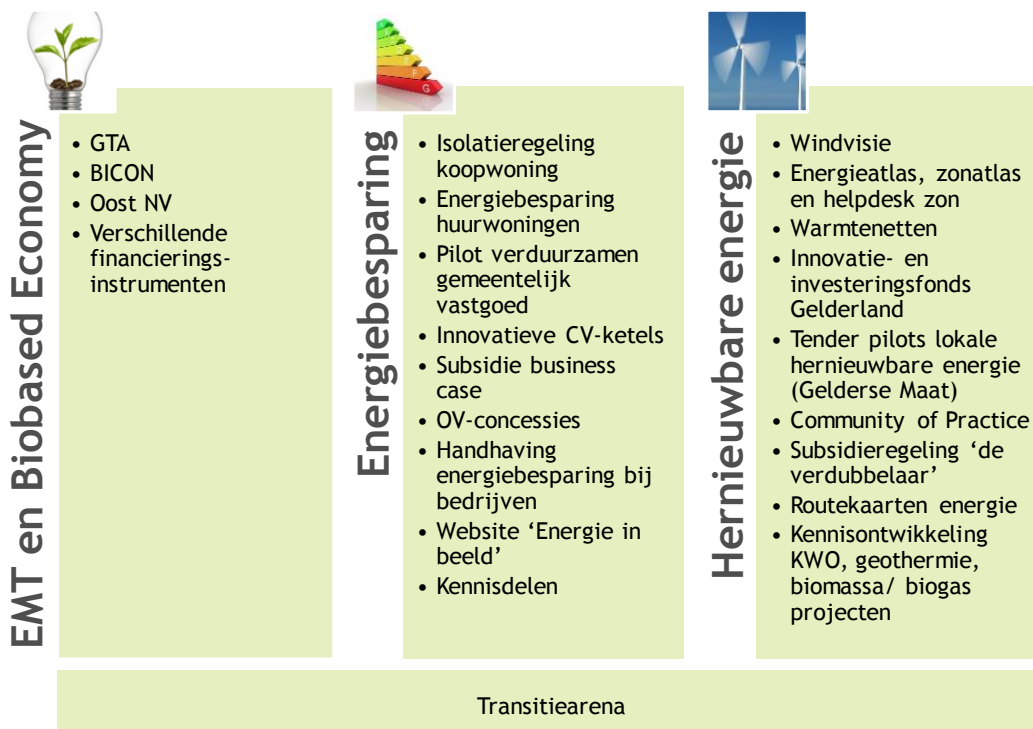 EMT en Biobased Economy
• GTA
• BICON
• Oost NV
• Verschillende
financierings-
instrumenten
Energiebesparing
• Isolatieregeling
koopwoning
• Energiebesparing
huurwoningen
• Pilot verduurzamen
gemeentelijk
vastgoed
• Innovatieve CV-ketels
• Subsidie business
case
• OV-concessies
• Handhaving
energiebesparing bij
bedrijven
• Website ‘Energie in
beeld’
• Kennisdelen
Hernieuwbare energie
• Windvisie
• Energieatlas, zonatlas
en helpdesk zon
• Warmtenetten
• Innovatie- en
investeringsfonds
Gelderland
• Tender pilots lokale
hernieuwbare energie
(Gelderse Maat)
• Community of Practice
• Subsidieregeling ‘de
verdubbelaar’
• Routekaarten energie
• Kennisontwikkeling
KWO, geothermie,
biomassa/ biogas
projecten
Transitiearena
F
G